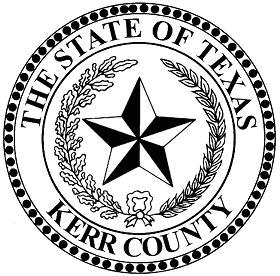 THE STATE OF TEXAS
KERR COUNTY